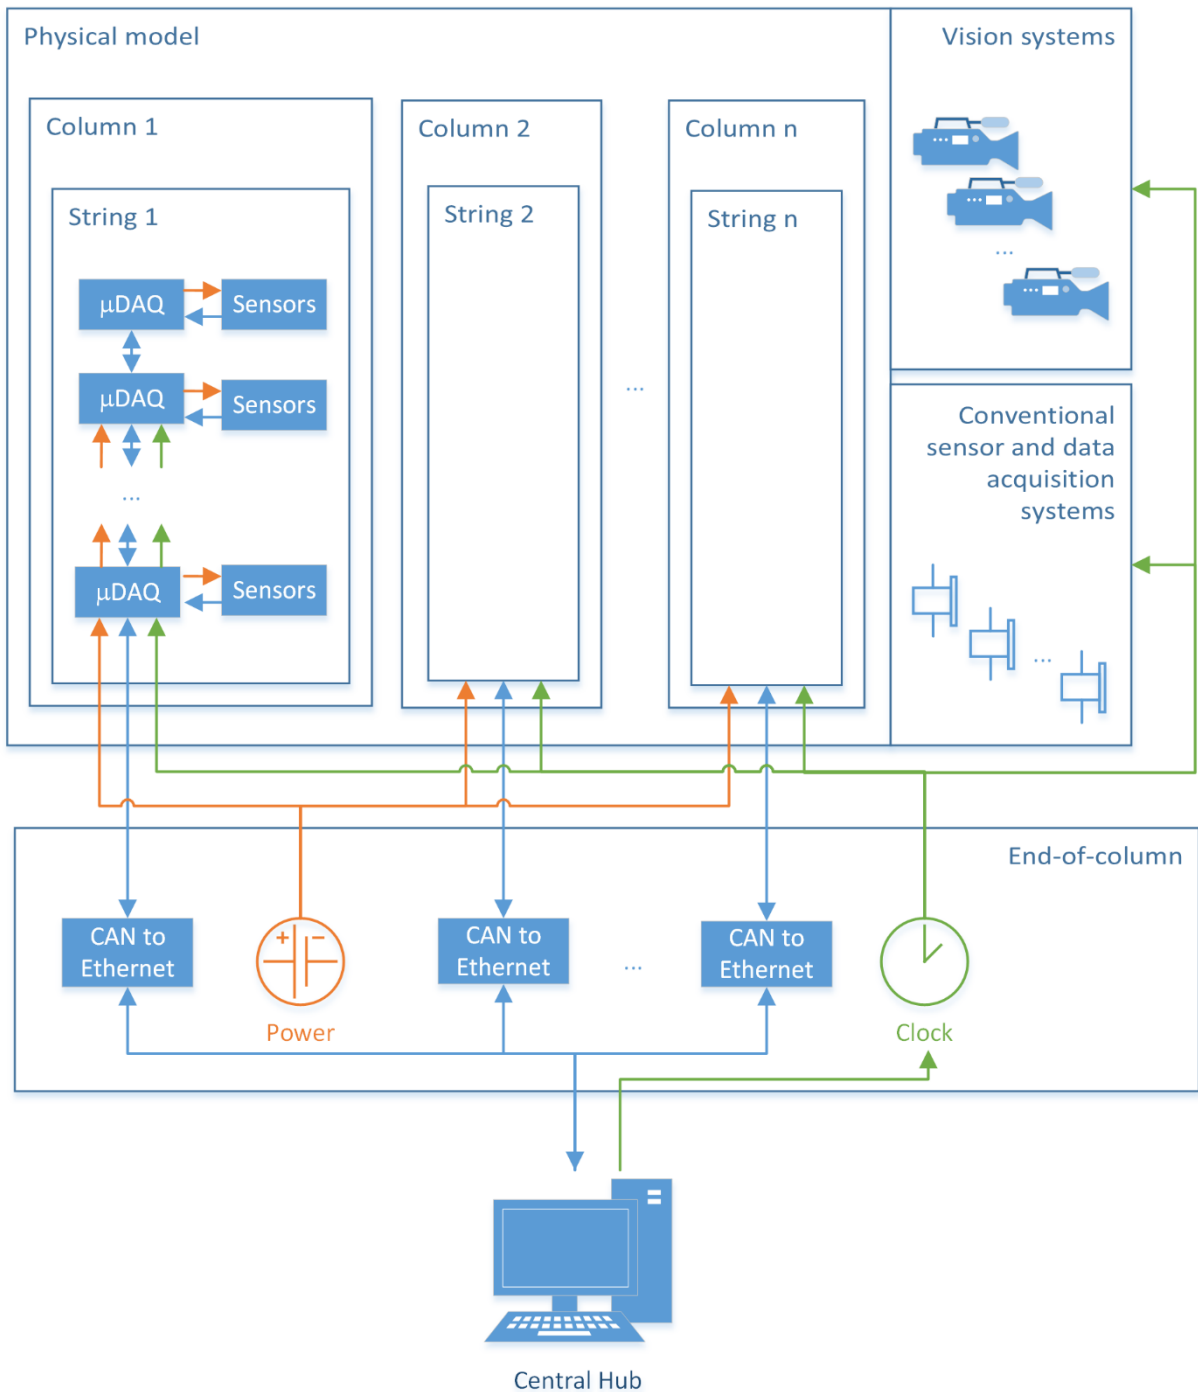 Physical model
Vision systems
Column 1
Column 2
Column n
String 1
String 2
String n
μDAQ
Sensors
...
μDAQ
Sensors
...
Conventional
sensor and data
acquisition
systems
...
μDAQ
Sensors
...
End-of-column
CAN to
Ethernet
+ −
Power
CAN to
Ethernet
...
CAN to
Ethernet
Clock
Central Hub